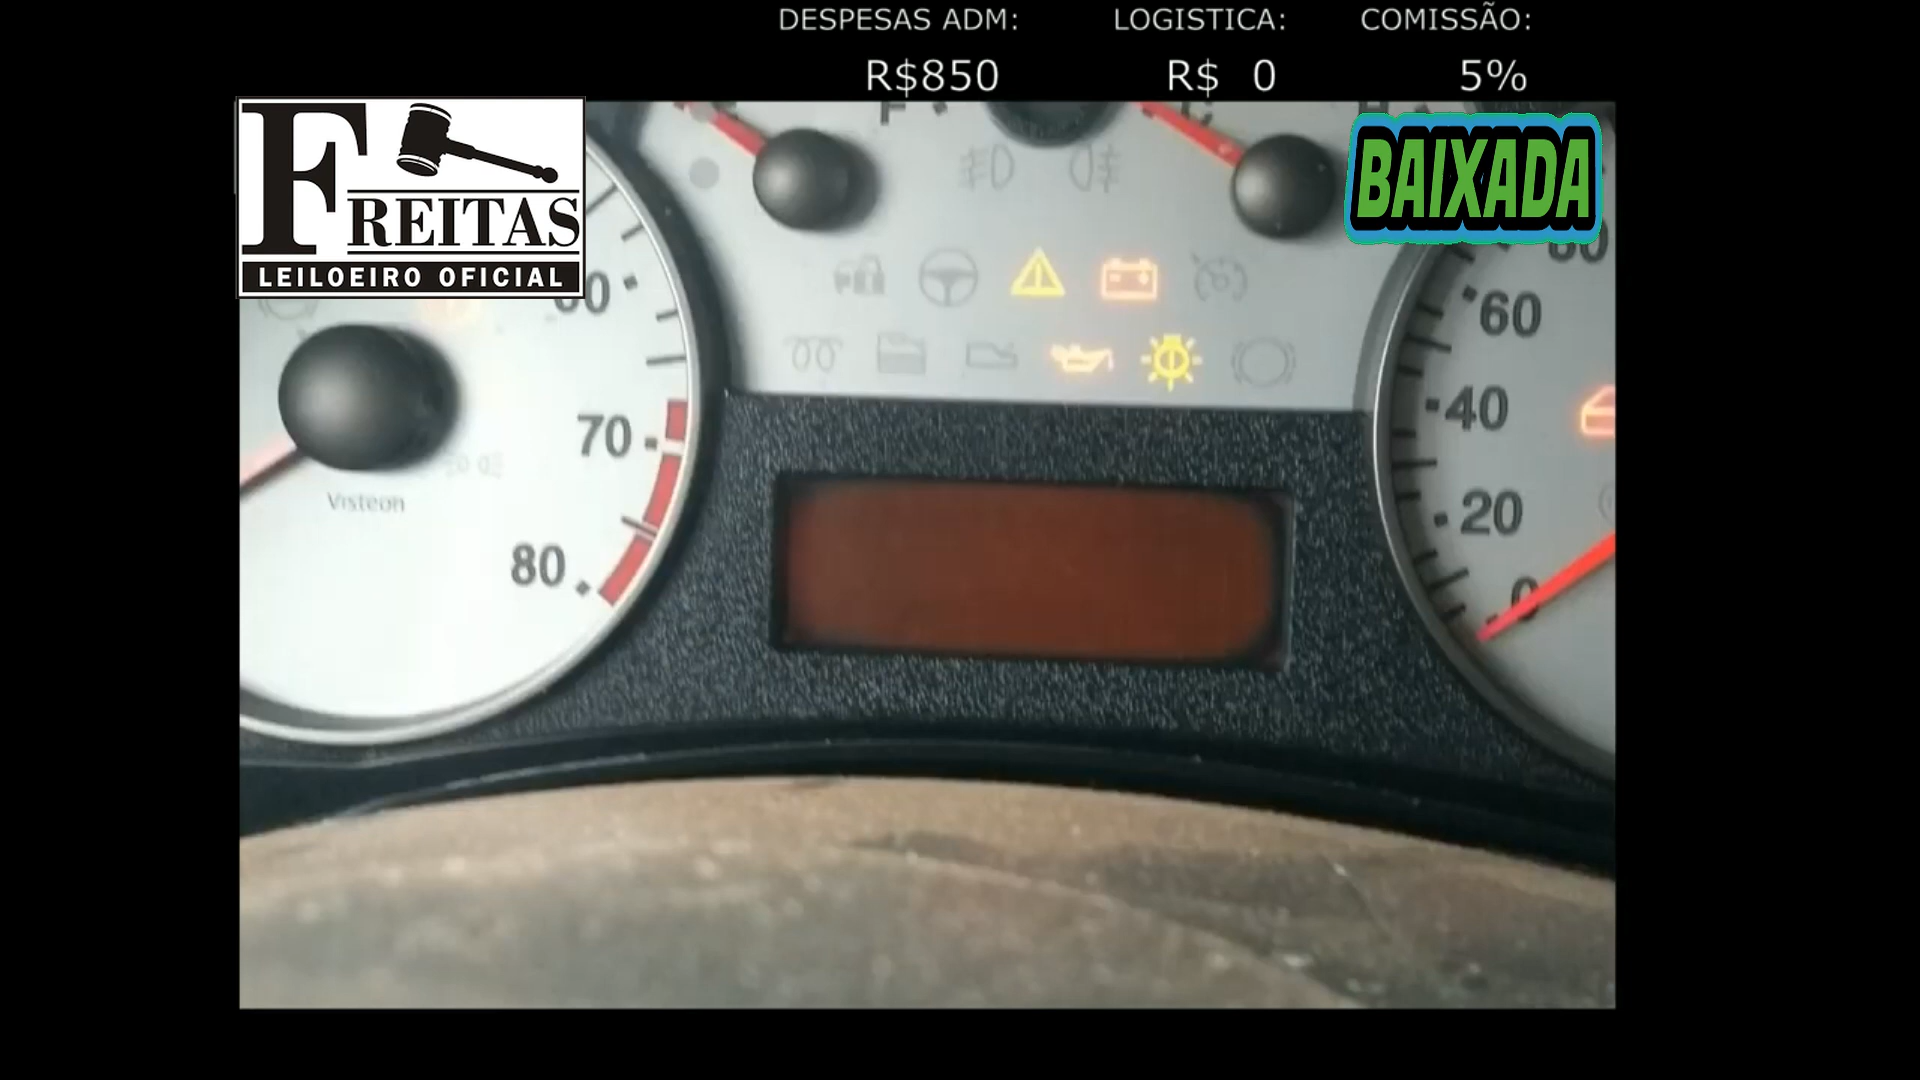 DESPESAS ADM: LOGISTICA: COMISSÃO:
R$850 R$ 0 5%
FREITAS
LEILOEIRO OFICIAL
BAIXADA
F
70
80
Visteon
60
40
20
0